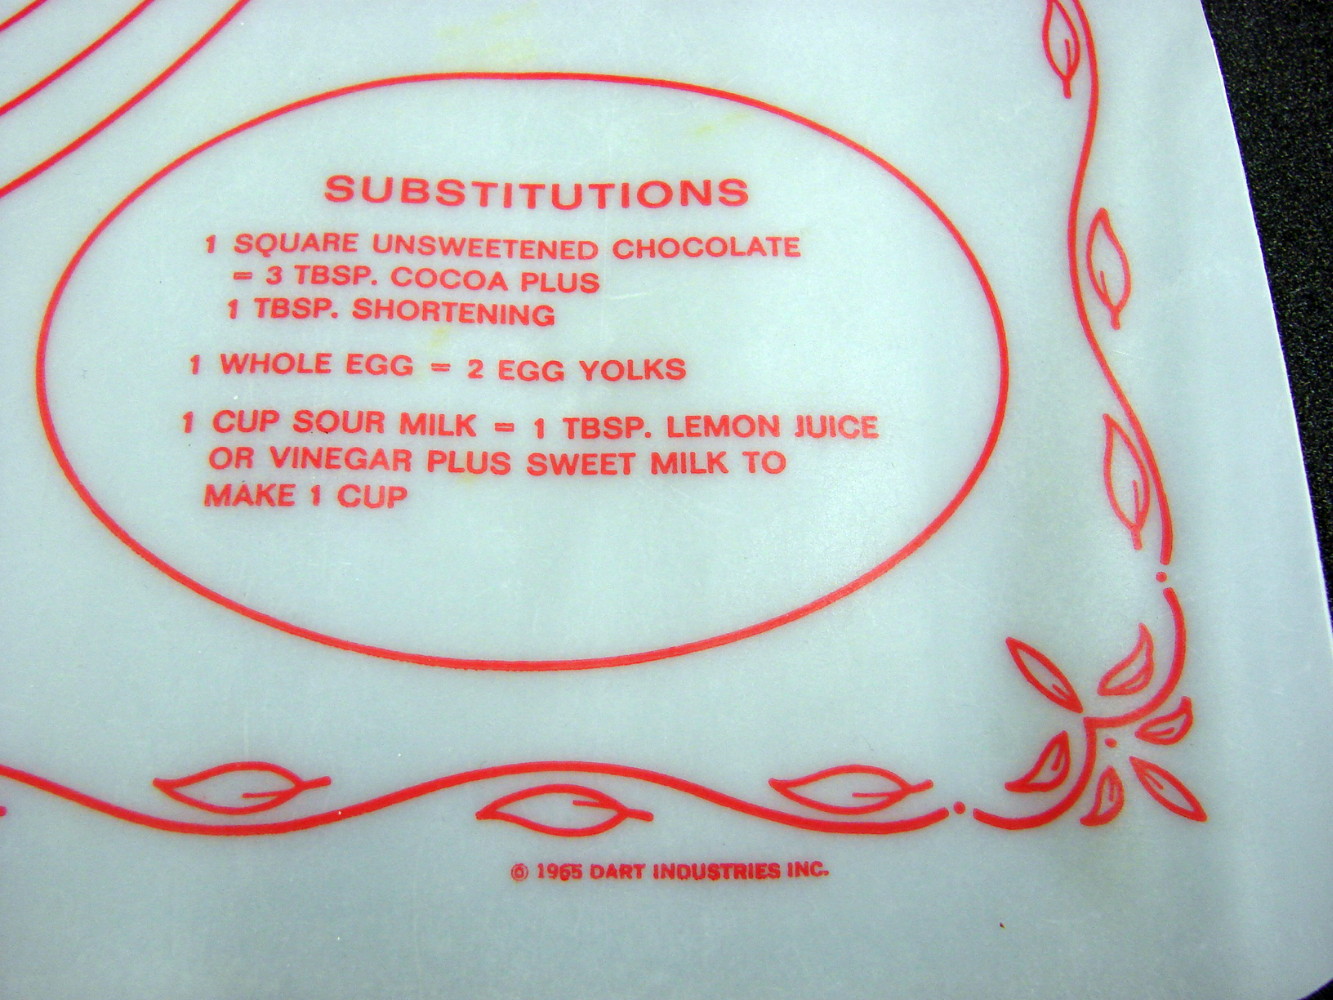 SUBSTITUTIONS
1 SQUARE UNSWEETENED CHOCOLATE
= 3 TBSP. COCOA PLUS
1 TBSP. SHORTENING
1 WHOLE EGG = 2 EGG YOLKS
1 CUP SOUR MILK = 1 TBSP. LEMON JUICE
OR VINEGAR PLUS SWEET MILK TO
MAKE 1 CUP
© 1965 DART INDUSTRIES INC.